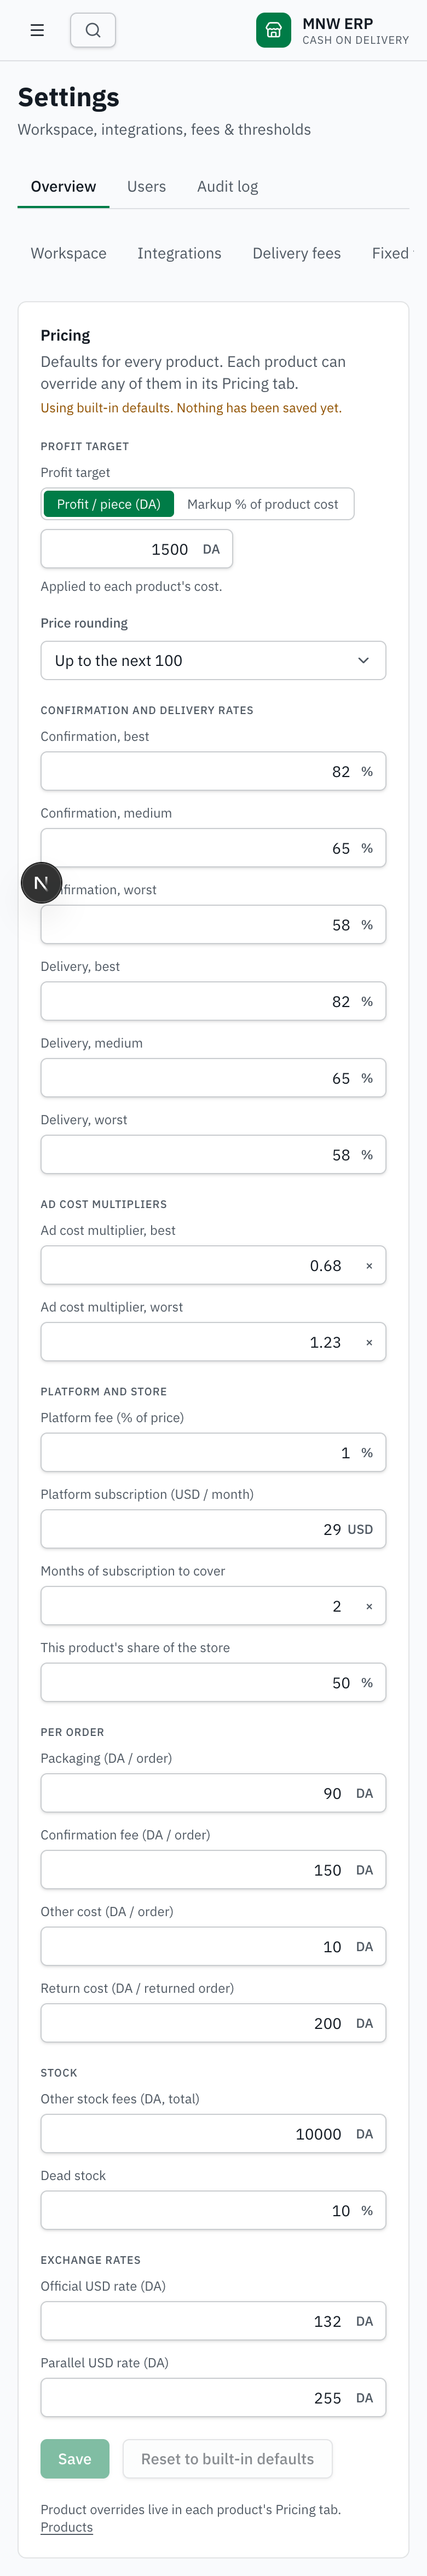 MNW ERP
CASH ON DELIVERY
Settings
Workspace, integrations, fees & thresholds
Overview Users Audit log
Workspace Integrations Delivery fees Fixed
Pricing
Defaults for every product. Each product can
override any of them in its Pricing tab.
Using built-in defaults. Nothing has been saved yet.
PROFIT TARGET
Profit target
Profit / piece (DA) Markup % of product cost
1500 DA
Applied to each product's cost.
Price rounding
Up to the next 100
CONFIRMATION AND DELIVERY RATES
Confirmation, best
82 %
Confirmation, medium
65 %
N
nfirmation, worst
58 %
Delivery, best
82 %
Delivery, medium
65 %
Delivery, worst
58 %
AD COST MULTIPLIERS
Ad cost multiplier, best
0.68 ×
Ad cost multiplier, worst
1.23 ×
PLATFORM AND STORE
Platform fee (% of price)
1 %
Platform subscription (USD / month)
29 USD
Months of subscription to cover
2 ×
This product's share of the store
50 %
PER ORDER
Packaging (DA / order)
90 DA
Confirmation fee (DA / order)
150 DA
Other cost (DA / order)
10 DA
Return cost (DA / returned order)
200 DA
STOCK
Other stock fees (DA, total)
10000 DA
Dead stock
10 %
EXCHANGE RATES
Official USD rate (DA)
132 DA
Parallel USD rate (DA)
255 DA
Save Reset to built-in defaults
Product overrides live in each product's Pricing tab.
Products